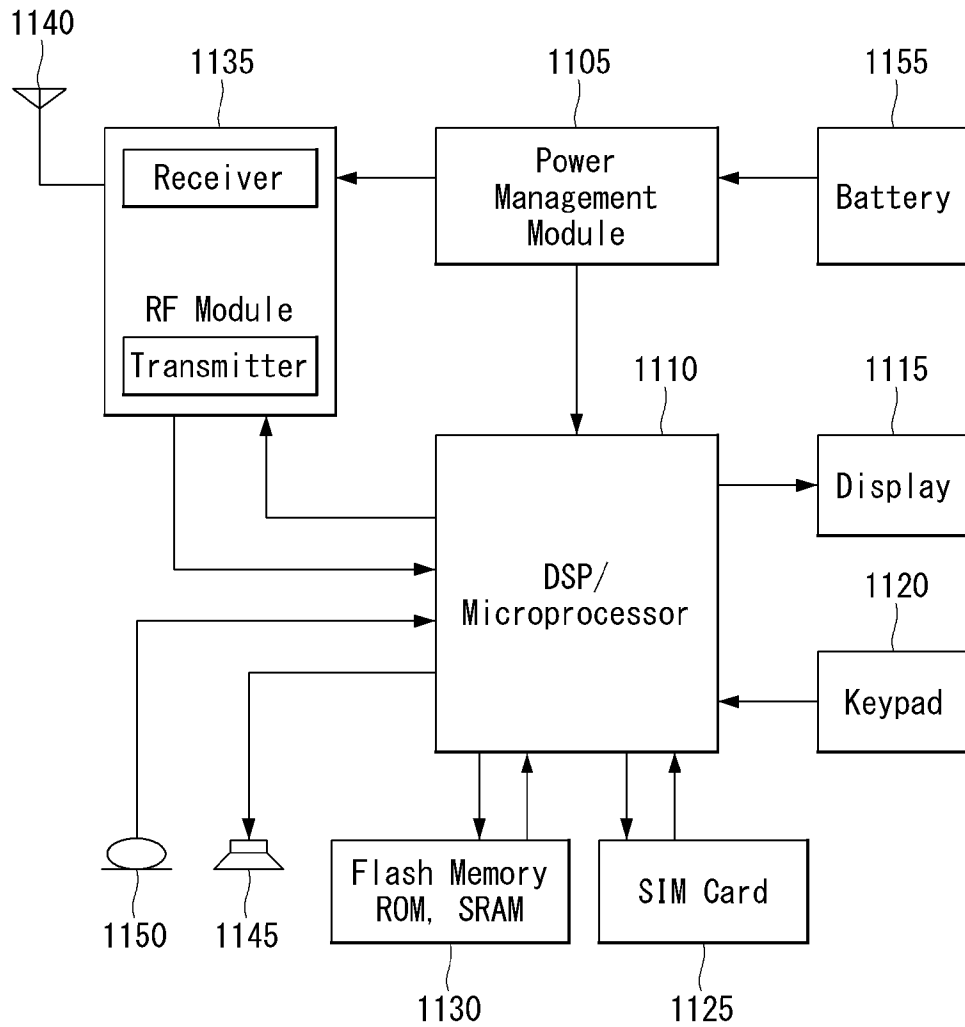 1140
1135
1105
1155
Receiver
RF Module
Transmitter
Power
Management
Module
Battery
1110
1115
DSP/
Microprocessor
Display
1120
Keypad
Flash Memory
ROM, SRAM
SIM Card
1150
1145
1130
1125